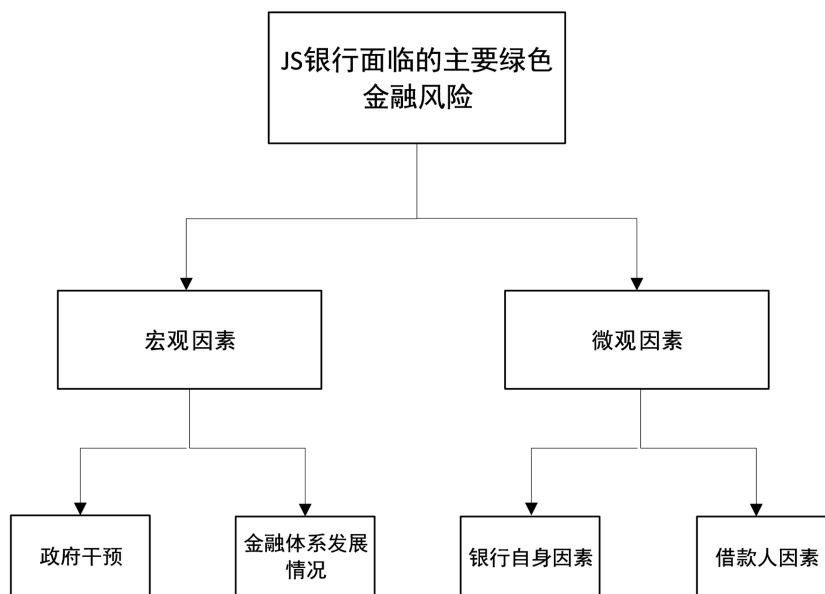 JS银行面临的主要绿色
金融风险
宏观因素
微观因素
政府干预
金融体系发展
情况
银行自身因素
借款人因素